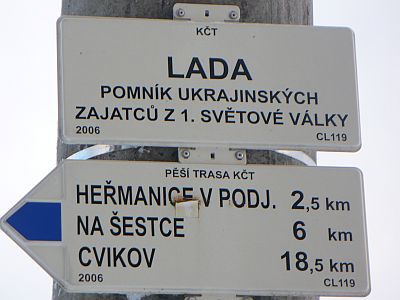 KČT
LADA
POMNÍK UKRAJINSKÝCH
ZAJATCŮ Z 1. SVĚTOVÉ VÁLKY
2006 CL119
PĚŠÍ TRASA KČT
HEŘMANICE V PODJ. 2,5 km
NA ŠESTCE 6 km
CVIKOV 18,5 km
2006 CL119